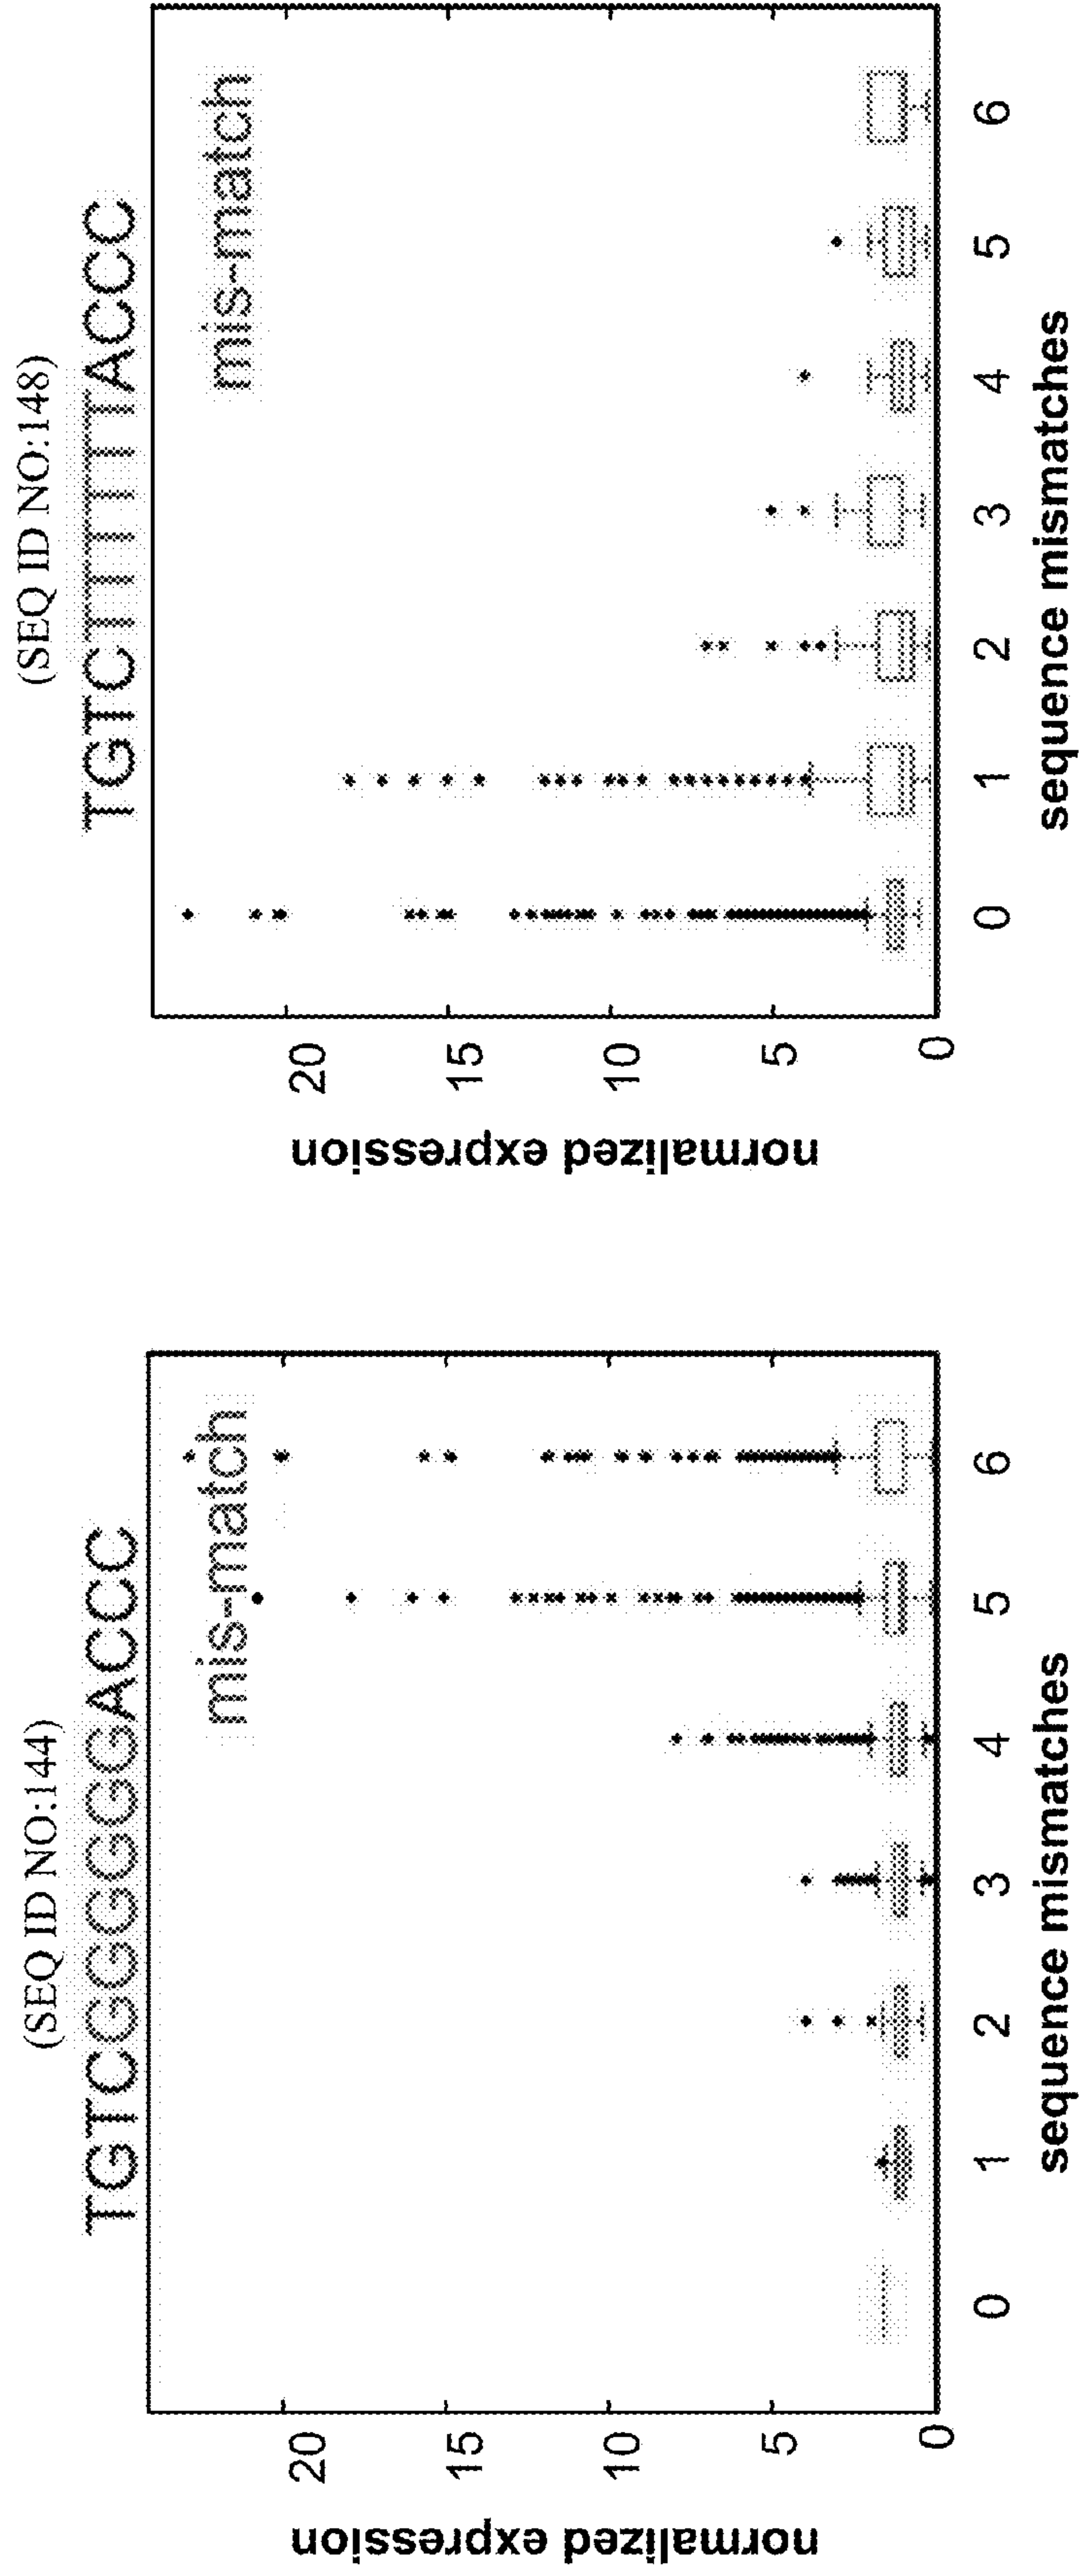 (SEQ ID NO:144)
TGTCGGGGGGACCC
mis-match
normalized expression
20
15
10
5
0
0 1 2 3 4 5 6
sequence mismatches
(SEQ ID NO:148)
TGTCTTTTTTACCC
mis-match
normalized expression
20
15
10
5
0
0 1 2 3 4 5 6
sequence mismatches